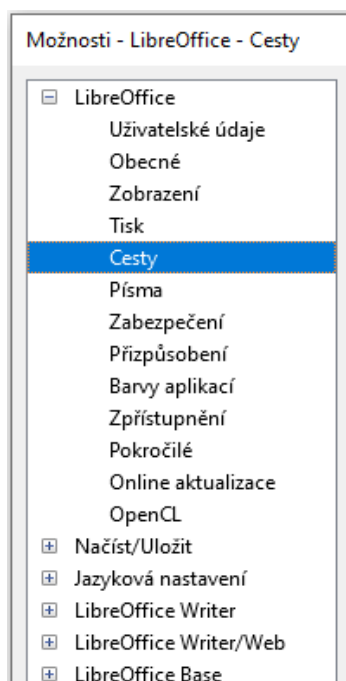 Možnosti - LibreOffice - Cesty
LibreOffice
Uživatelské údaje
Obecné
Zobrazení
Tisk
Cesty
Písma
Zabezpečení
Přizpůsobení
Barvy aplikací
Zpřístupnění
Pokročilé
Online aktualizace
OpenCL
Načíst/Uložit
Jazyková nastavení
LibreOffice Writer
LibreOffice Writer/Web
LibreOffice Base